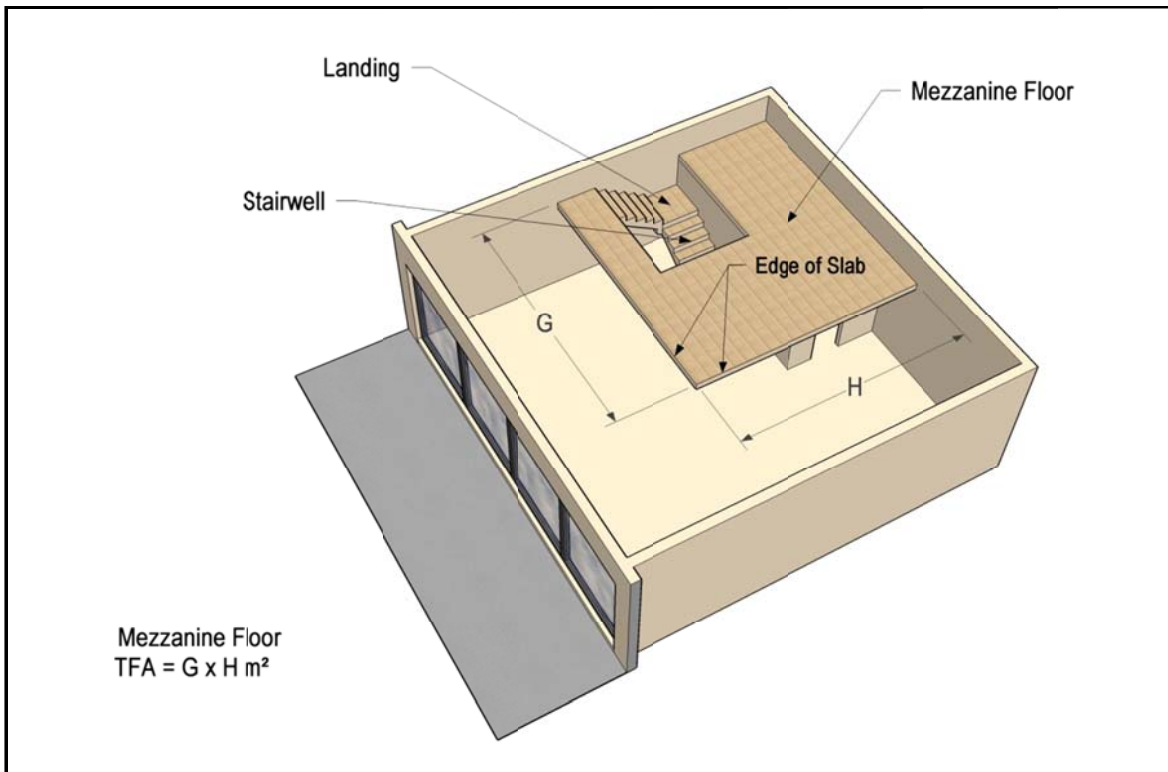 Landing
Mezzanine Floor
Stairwell
Edge of Slab
G
H
Mezzanine Floor
TFA = G x H m²